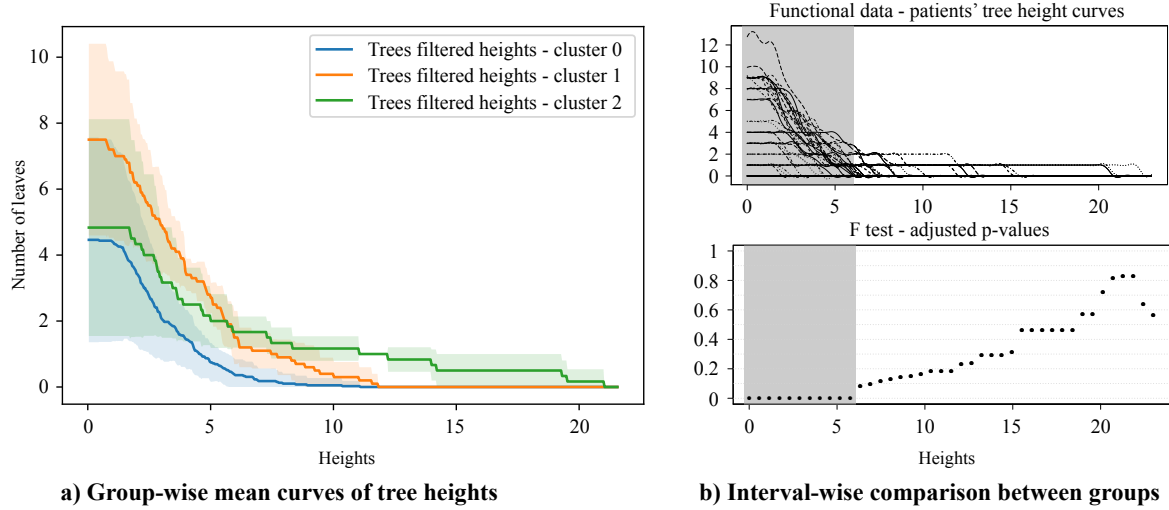 Trees filtered heights - cluster 0
Trees filtered heights - cluster 1
Trees filtered heights - cluster 2
Number of leaves
10
8
6
4
2
0
0 5 10 15 20
Heights
a) Group-wise mean curves of tree heights
Functional data - patients’ tree height curves
12
10
8
6
4
2
0
0 5 10 15 20
F test - adjusted p-values
1
0.8
0.6
0.4
0.2
0
0 5 10 15 20
Heights
b) Interval-wise comparison between groups